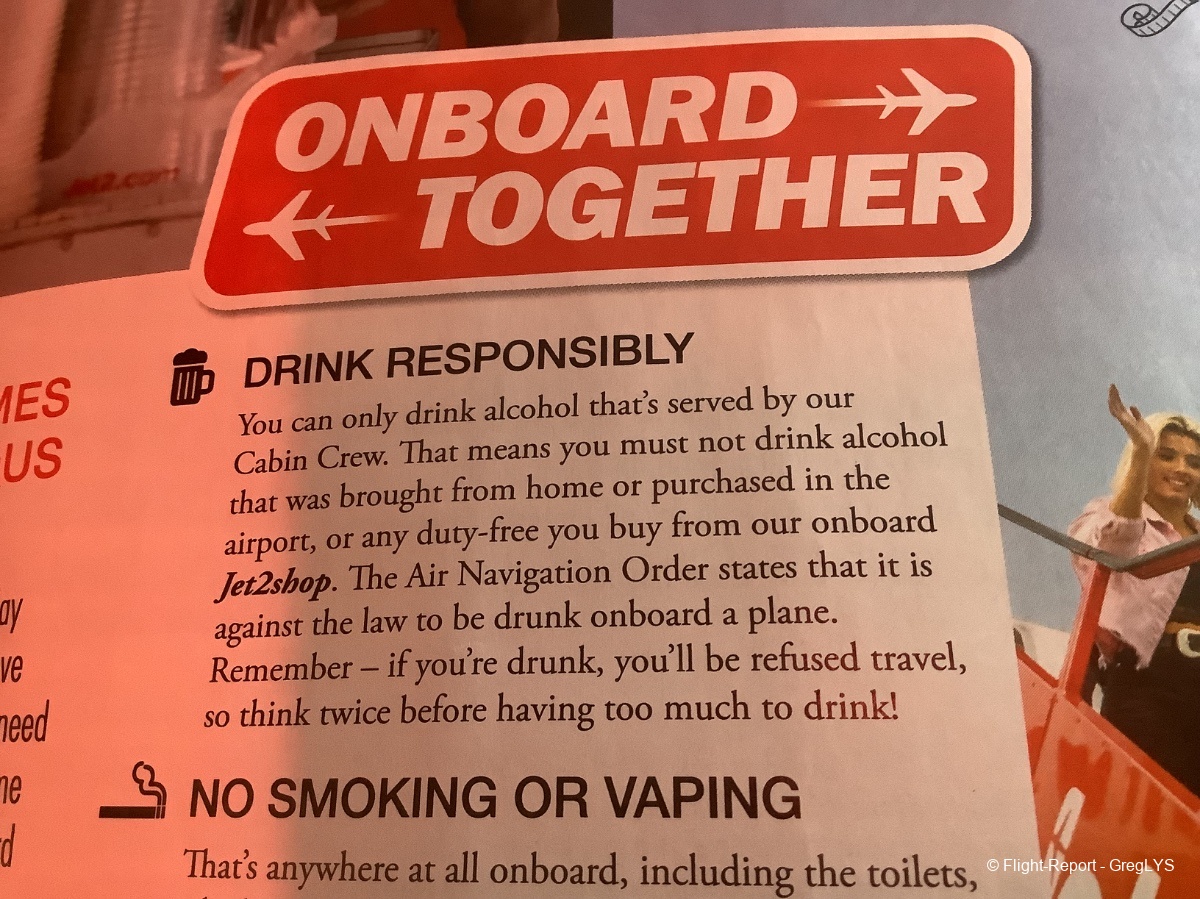 Jet2.com
ONBOARD
TOGETHER
MES
US
ay
ve
need
ne
d
DRINK RESPONSIBLY
You can only drink alcohol that's served by our
Cabin Crew. That means you must not drink alcohol
that was brought from home or purchased in the
airport, or any duty-free you buy from our onboard
Jet2shop. The Air Navigation Order states that it is
against the law to be drunk onboard a plane.
Remember – if you're drunk, you'll be refused travel,
so think twice before having too much to drink!
NO SMOKING OR VAPING
That's anywhere at all onboard, including the toilets,
© Flight-Report - GregLYS